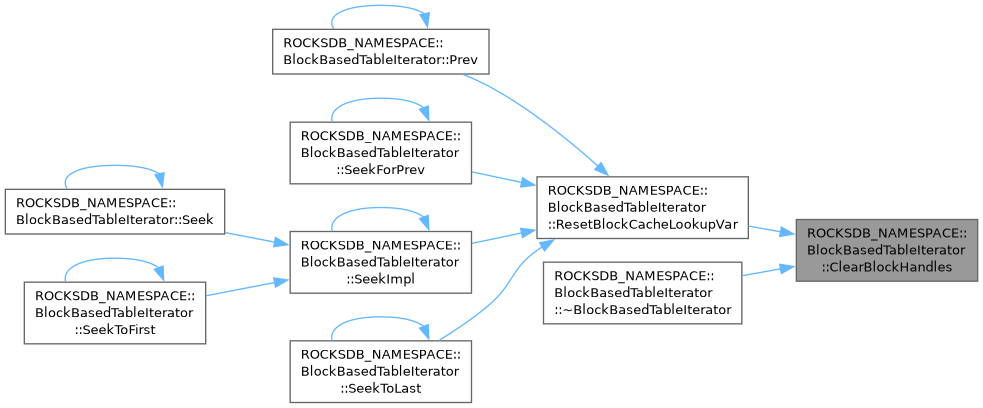 ROCKSDB_NAMESPACE::
BlockBasedTableIterator::Prev
ROCKSDB_NAMESPACE::
BlockBasedTableIterator
::SeekForPrev
ROCKSDB_NAMESPACE::
BlockBasedTableIterator::Seek
ROCKSDB_NAMESPACE::
BlockBasedTableIterator
::ResetBlockCacheLookupVar
ROCKSDB_NAMESPACE::
BlockBasedTableIterator
::ClearBlockHandles
ROCKSDB_NAMESPACE::
BlockBasedTableIterator
::SeekImpl
ROCKSDB_NAMESPACE::
BlockBasedTableIterator
::~BlockBasedTableIterator
ROCKSDB_NAMESPACE::
BlockBasedTableIterator
::SeekToFirst
ROCKSDB_NAMESPACE::
BlockBasedTableIterator
::SeekToLast